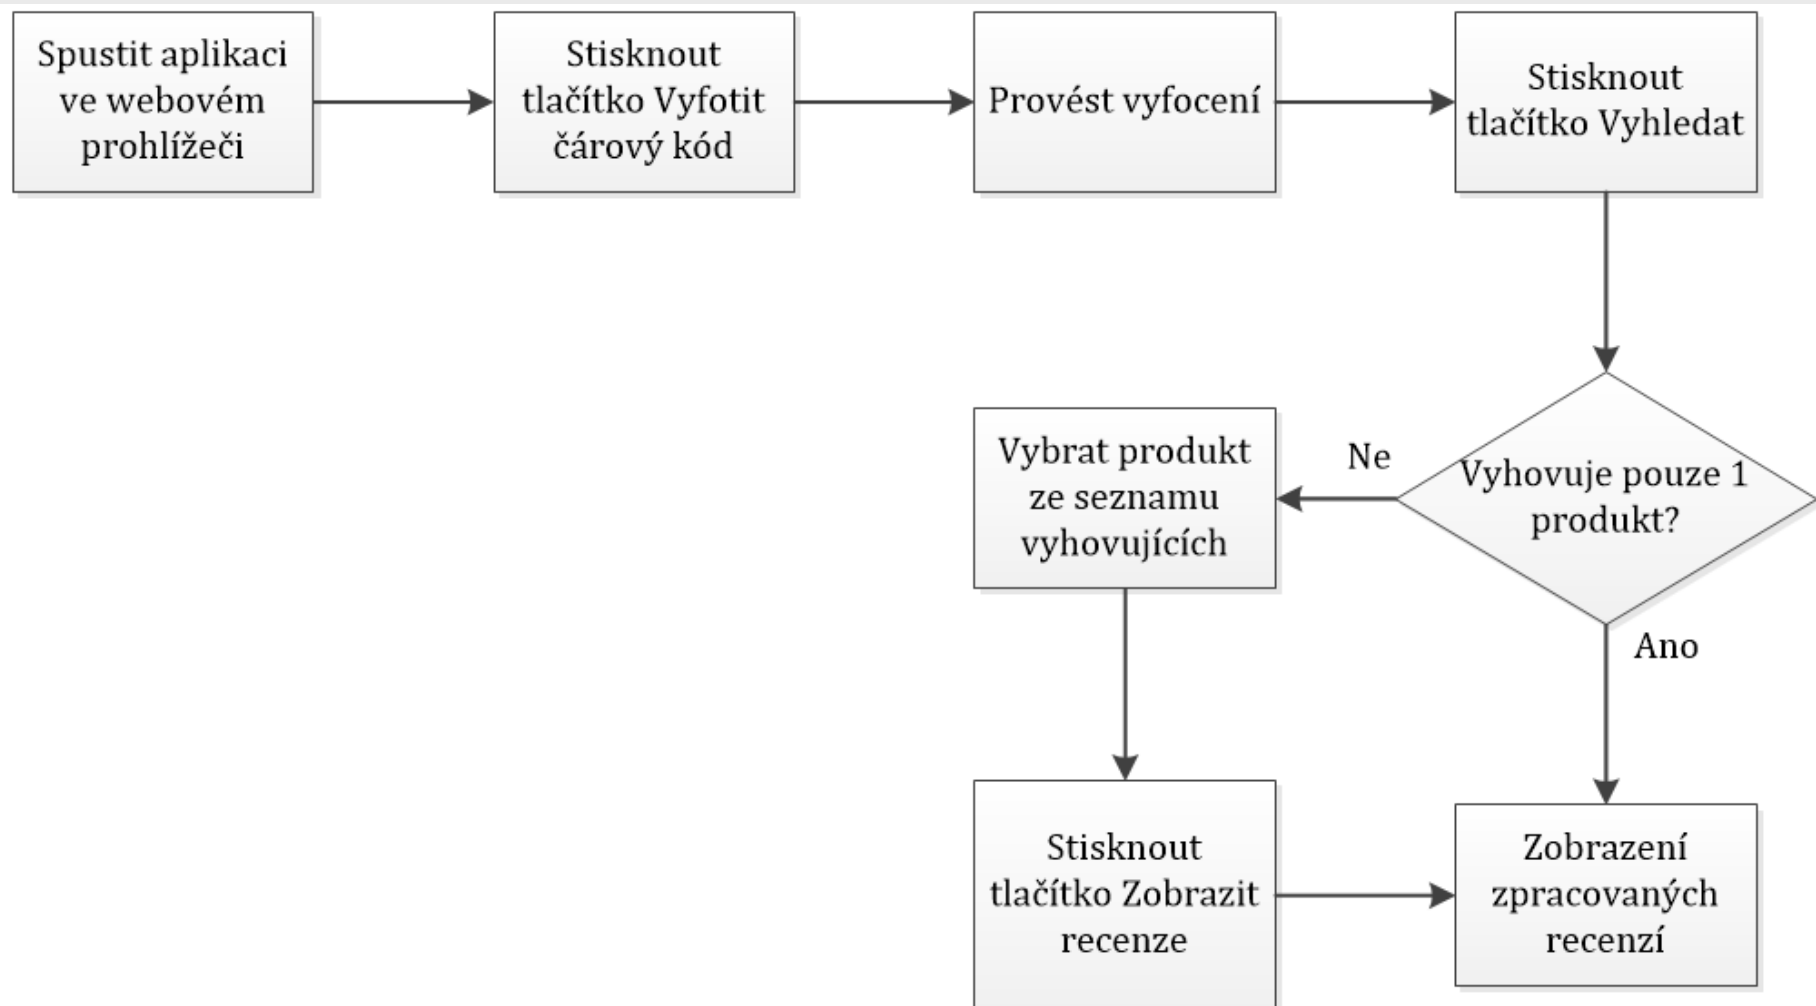 Spustit aplikaci
ve webovém
prohlížeči
Stisknout
tlačítko Vyfotit
čárový kód
Provést vyfocení
Stisknout
tlačítko Vyhledat
Vyhovuje pouze 1
produkt?
Ne
Vybrat produkt
ze seznamu
vyhovujících
Ano
Stisknout
tlačítko Zobrazit
recenze
Zobrazení
zpracovaných
recenzí